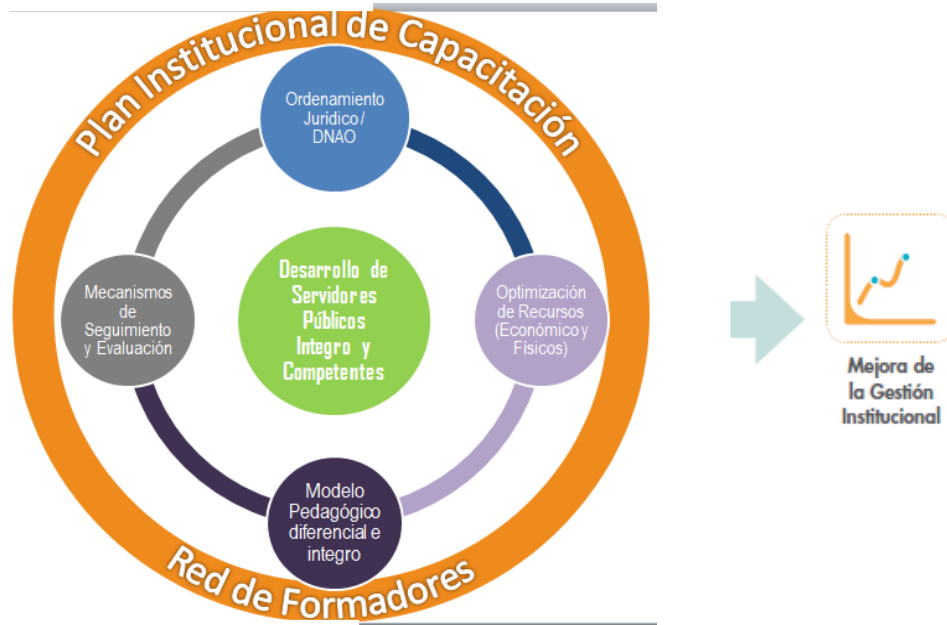 Plan Institucional de Capacitación
Ordenamiento
Jurídico /
DNAO
Mecanismos
de
Seguimiento
y Evaluación
Desarrollo de
Servidores
Públicos
Integro y
Competentes
Optimización
de Recursos
(Económico y
Físicos)
Modelo
Pedagógico
diferencial e
integro
Red de Formadores
Mejora de
la Gestión
Institucional